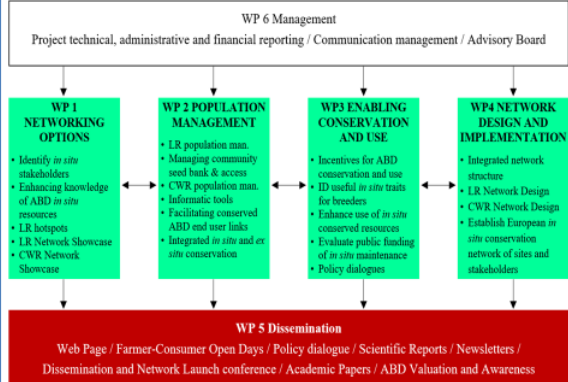 WP 6 Management
Project technical, administrative and financial reporting / Communication management / Advisory Board
WP 1
NETWORKING
OPTIONS
• Identify in situ
stakeholders
• Enhancing knowledge
of ABD in situ
resources
• LR hotspots
• LR Network Showcase
• CWR Network
Showcase
WP 2 POPULATION
MANAGEMENT
• LR population man.
• Managing community
seed bank & access
• CWR population man.
• Informatic tools
• Facilitating conserved
ABD end user links
• Integrated in situ and ex
situ conservation
WP3 ENABLING
CONSERVATION
AND USE
• Incentives for ABD
conservation and use
• ID useful in situ traits
for breeders
• Enhance use of in situ
conserved resources
• Evaluate public funding
of in situ maintenance
• Policy dialogues
WP4 NETWORK
DESIGN AND
IMPLEMENTATION
• Integrated network
structure
• LR Network Design
• CWR Network Design
• Establish European in
situ conservation
network of sites and
stakeholders
WP 5 Dissemination
Web Page / Farmer-Consumer Open Days / Policy dialogue / Scientific Reports / Newsletters /
Dissemination and Network Launch conference / Academic Papers / ABD Valuation and Awareness